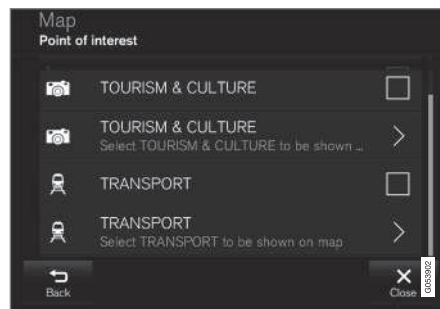 Map
Point of interest
TOURISM & CULTURE
TOURISM & CULTURE
Select TOURISM & CULTURE to be shown ...
TRANSPORT
TRANSPORT
Select TRANSPORT to be shown on map
Back
Close
G053902